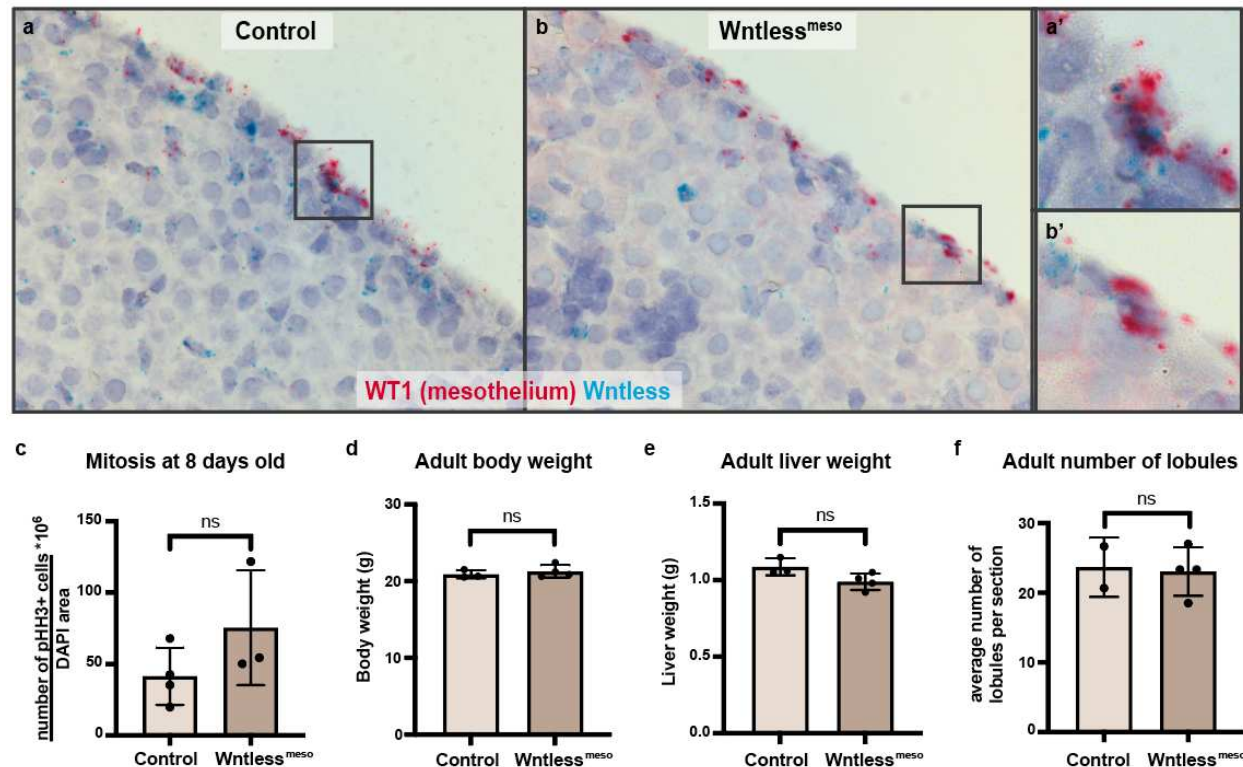 a
Control
b
Wntless^meso
a'
b'
WT1 (mesothelium) Wntless
c
Mitosis at 8 days old
number of pHH3+ cells *10^6
DAPI area
150
100
50
0
ns
Control
Wntless^meso
d
Adult body weight
Body weight (g)
30
20
10
0
ns
Control
Wntless^meso
e
Adult liver weight
Liver weight (g)
1.5
1.0
0.5
0.0
ns
Control
Wntless^meso
f
Adult number of lobules
average number of
lobules per section
30
20
10
0
ns
Control
Wntless^meso